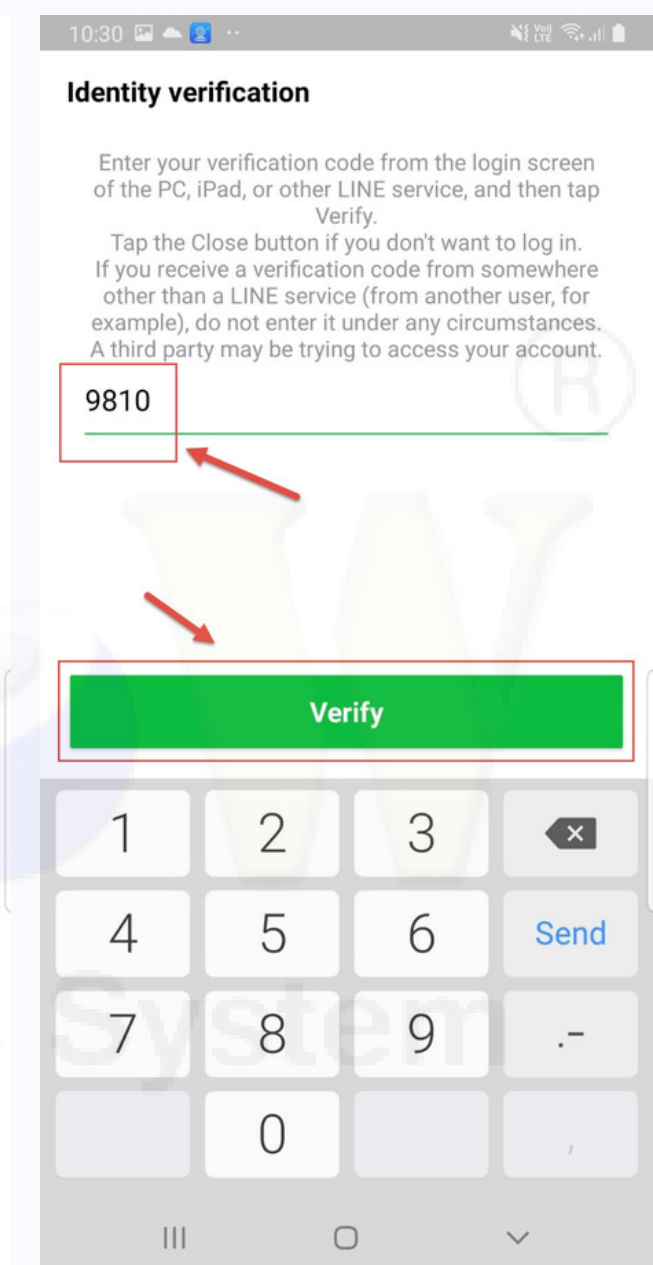 10:30
Vo))
LTE
Identity verification
Enter your verification code from the login screen
of the PC, iPad, or other LINE service, and then tap
Verify.
Tap the Close button if you don't want to log in.
If you receive a verification code from somewhere
other than a LINE service (from another user, for
example), do not enter it under any circumstances.
A third party may be trying to access your account.
9810
®
W
Verify
1 2 3
4 5 6 Send
System
7 8 9 .-
0 ,